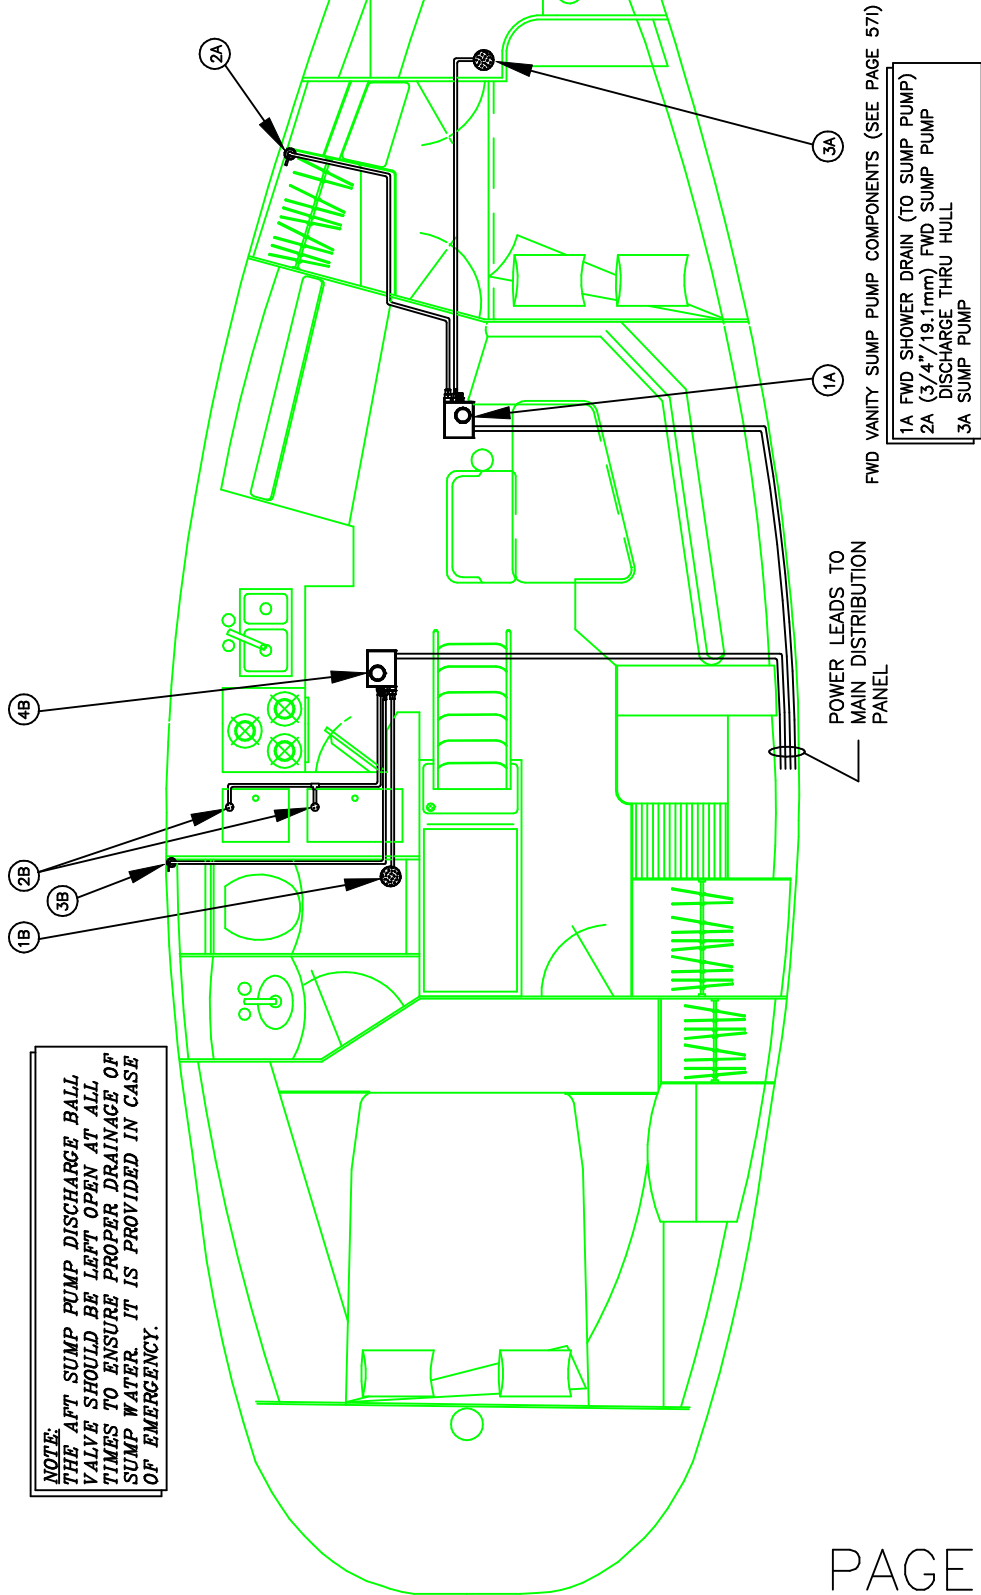 NOTE:
THE AFT SUMP PUMP DISCHARGE BALL
VALVE SHOULD BE LEFT OPEN AT ALL
TIMES TO ENSURE PROPER DRAINAGE OF
SUMP WATER. IT IS PROVIDED IN CASE
OF EMERGENCY.
1B
2B
3B
4B
2A
3A
1A
POWER LEADS TO
MAIN DISTRIBUTION
PANEL
FWD VANITY SUMP PUMP COMPONENTS (SEE PAGE 57I)
1A FWD SHOWER DRAIN (TO SUMP PUMP)
2A (3/4"/19.1mm) FWD SUMP PUMP
DISCHARGE THRU HULL
3A SUMP PUMP
PAGE